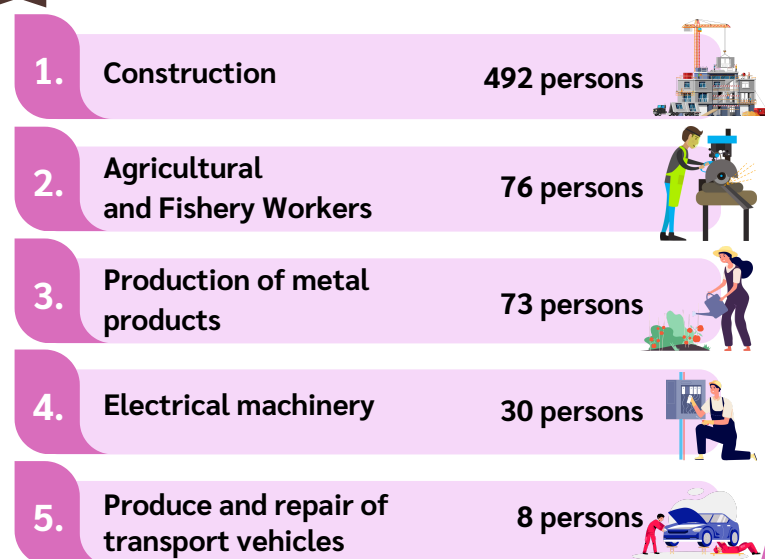 1.
Construction
492 persons
2.
Agricultural
and Fishery Workers
76 persons
3.
Production of metal
products
73 persons
4.
Electrical machinery
30 persons
5.
Produce and repair of
transport vehicles
8 persons